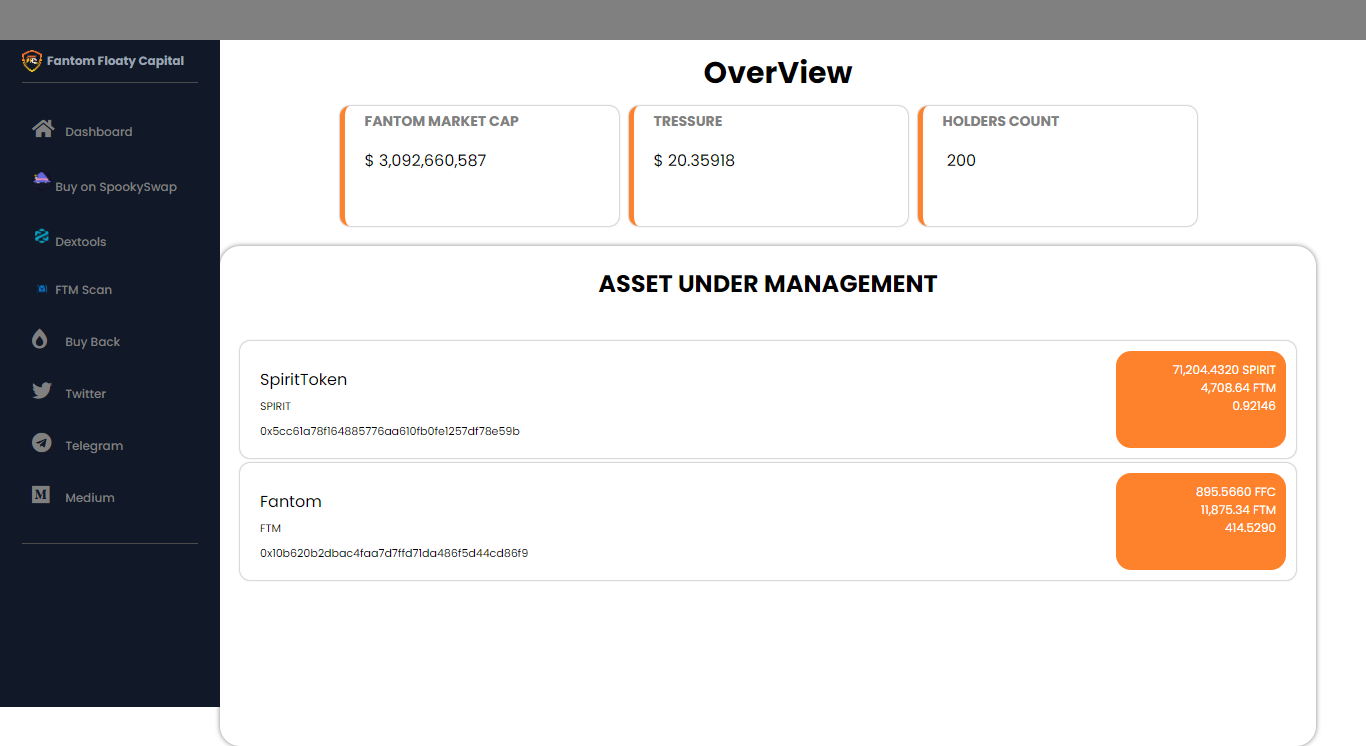 Fantom Floaty Capital
Dashboard
Buy on SpookySwap
Dextools
FTM Scan
Buy Back
Twitter
Telegram
M
Medium
OverView
FANTOM MARKET CAP
$ 3,092,660,587
TRESSURE
$ 20.35918
HOLDERS COUNT
200
ASSET UNDER MANAGEMENT
SpiritToken
SPIRIT
0x5cc61a78f164885776aa610fb0fe1257df78e59b
71,204.4320 SPIRIT
4,708.64 FTM
0.92146
Fantom
FTM
0x10b620b2dbac4faa7d7ffd71da486f5d44cd86f9
895.5660 FFC
11,875.34 FTM
414.5290